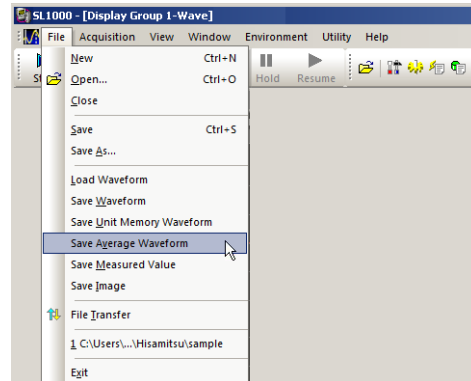 SL1000 - [Display Group 1-Wave]
File Acquisition View Window Environment Utility Help
Hold Resume
New Ctrl+N
Open... Ctrl+O
Close
Save Ctrl+S
Save As...
Load Waveform
Save Waveform
Save Unit Memory Waveform
Save Average Waveform
Save Measured Value
Save Image
File Transfer
1 C:\Users\...\Hisamitsu\sample
Exit